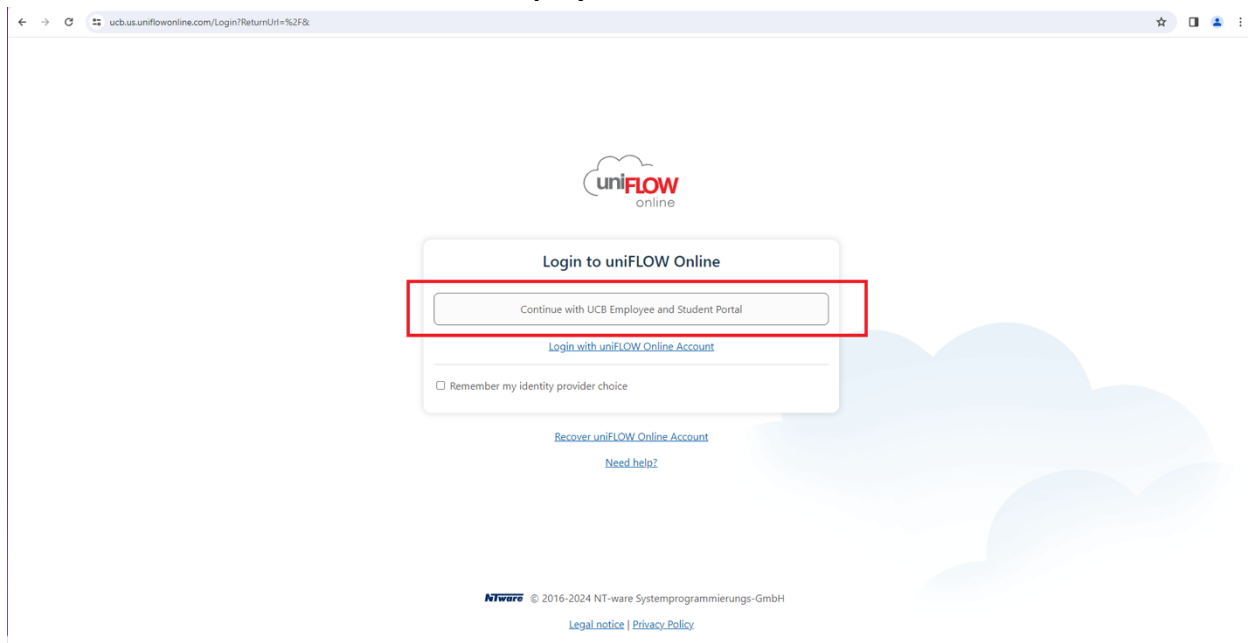 ucb.us.uniflowonline.com/Login?ReturnUrl=%2F&
uniFLOW
online
Login to uniFLOW Online
Continue with UCB Employee and Student Portal
Login with uniFLOW Online Account
Remember my identity provider choice
Recover uniFLOW Online Account
Need help?
NTware © 2016-2024 NT-ware Systemprogrammierungs-GmbH
Legal notice | Privacy Policy